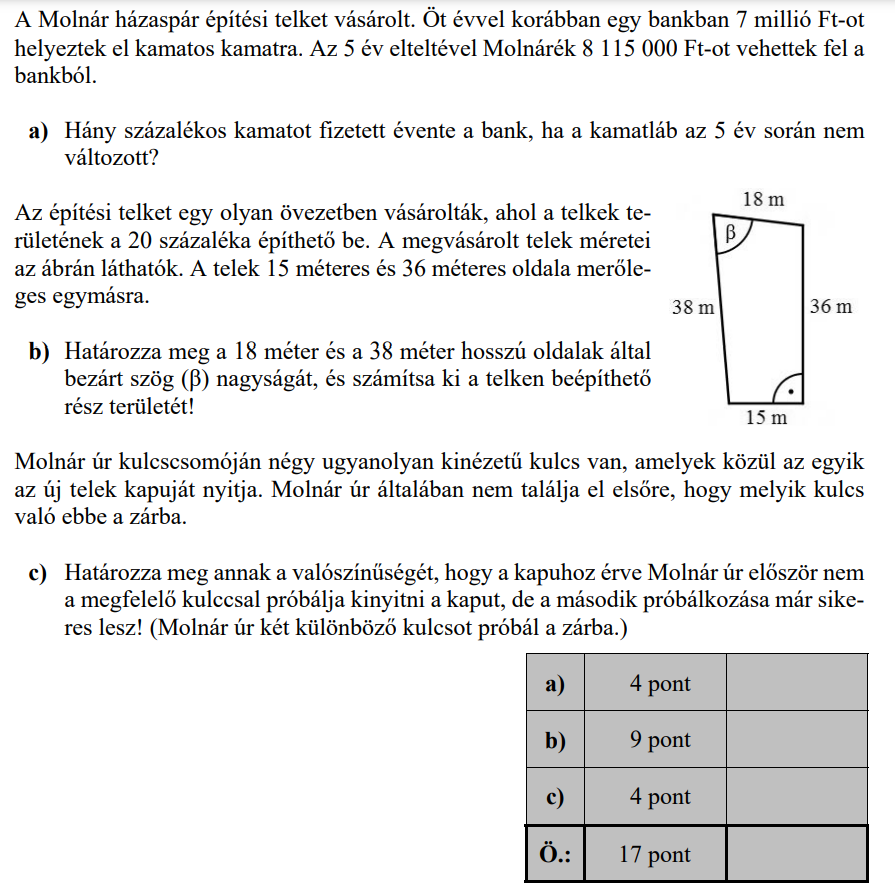 A Molnár házaspár építési telket vásárolt. Öt évvel korábban egy bankban 7 millió Ft-ot
helyeztek el kamatos kamatra. Az 5 év elteltével Molnárék 8 115 000 Ft-ot vehettek fel a
bankból.
a) Hány százalékos kamatot fizetett évente a bank, ha a kamatláb az 5 év során nem
változott?
Az építési telket egy olyan övezetben vásárolták, ahol a telkek te-
rületének a 20 százaléka építhető be. A megvásárolt telek méretei
az ábrán láthatók. A telek 15 méteres és 36 méteres oldala merőle-
ges egymásra.
b) Határozza meg a 18 méter és a 38 méter hosszú oldalak által
bezárt szög (β) nagyságát, és számítsa ki a telken beépíthető
rész területét!
18 m
β
38 m
36 m
15 m
Molnár úr kulcscsomóján négy ugyanolyan kinézetű kulcs van, amelyek közül az egyik
az új telek kapuját nyitja. Molnár úr általában nem találja el elsőre, hogy melyik kulcs
való ebbe a zárba.
c) Határozza meg annak a valószínűségét, hogy a kapuhoz érve Molnár úr először nem
a megfelelő kulccsal próbálja kinyitni a kaput, de a második próbálkozása már sike-
res lesz! (Molnár úr két különböző kulcsot próbál a zárba.)
a) 4 pont
b) 9 pont
c) 4 pont
Ö.: 17 pont